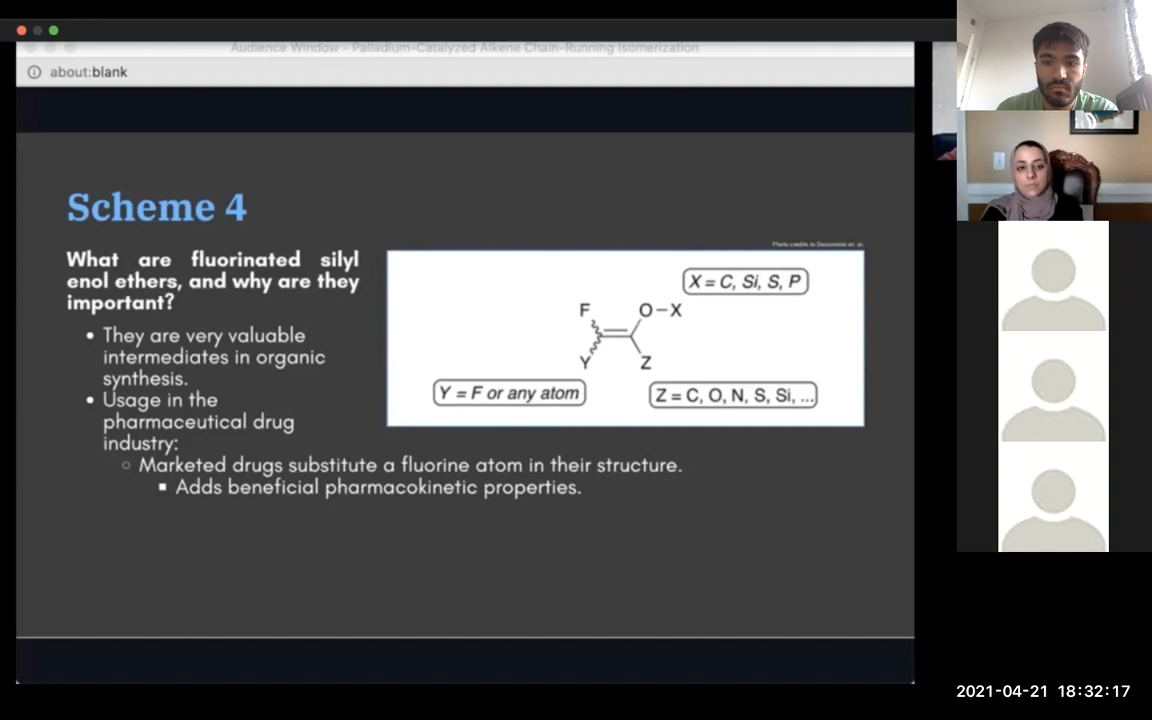 Audience Window - Palladium-Catalyzed Alkene Chain-Running Isomerization
about:blank
Scheme 4
What are fluorinated silyl
enol ethers, and why are they
important?
They are very valuable
intermediates in organic
synthesis.
Usage in the
pharmaceutical drug
industry:
Marketed drugs substitute a fluorine atom in their structure.
Adds beneficial pharmacokinetic properties.
X = C, Si, S, P
F
O-X
Y
Z
Y = F or any atom
Z = C, O, N, S, Si, ...
2021-04-21 18:32:17